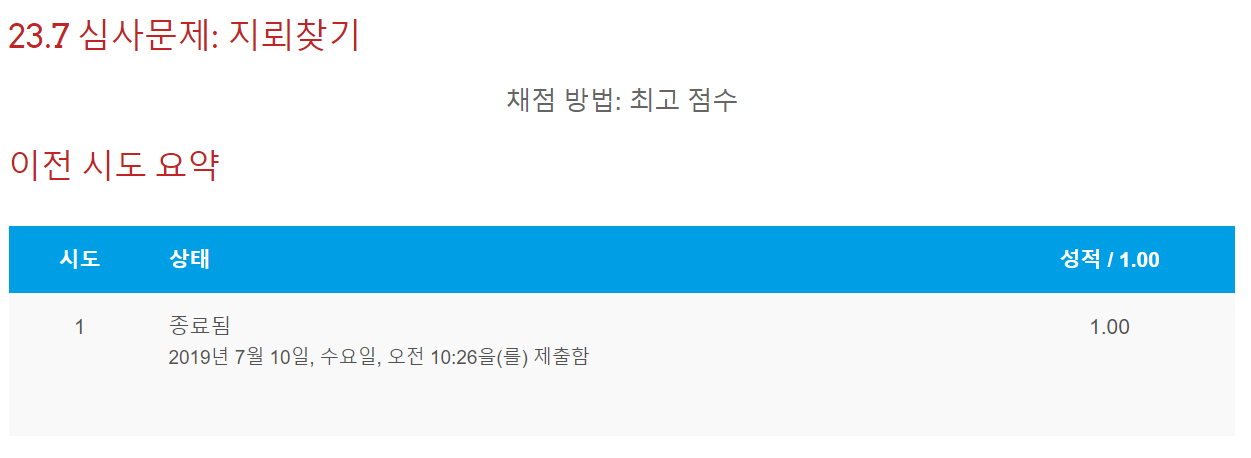 23.7 심사문제: 지뢰찾기
채점 방법: 최고 점수
이전 시도 요약
시도 상태 성적 / 1.00
1 종료됨 1.00
2019년 7월 10일, 수요일, 오전 10:26을(를) 제출함